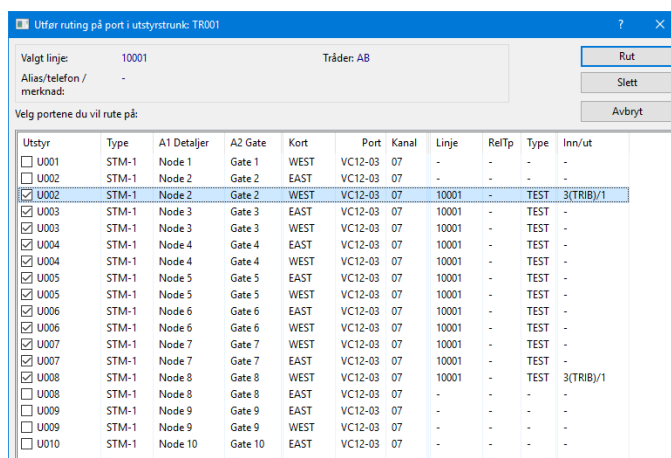 Utfør ruting på port i utstyrstrunk: TR001
Valgt linje: 10001 Tråder: AB Rut
Alias/telefon / - Slett
merknad:
Velg portene du vil rute på: Avbryt
Utstyr Type A1 Detaljer A2 Gate Kort Port Kanal Linje RelTp Type Inn/ut
U001 STM-1 Node 1 Gate 1 WEST VC12-03 07 - - - -
U002 STM-1 Node 2 Gate 2 EAST VC12-03 07 - - - -
U002 STM-1 Node 2 Gate 2 WEST VC12-03 07 10001 - TEST 3(TRIB)/1
U003 STM-1 Node 3 Gate 3 EAST VC12-03 07 10001 - TEST -
U003 STM-1 Node 3 Gate 3 WEST VC12-03 07 10001 - TEST -
U004 STM-1 Node 4 Gate 4 EAST VC12-03 07 10001 - TEST -
U004 STM-1 Node 4 Gate 4 WEST VC12-03 07 10001 - TEST -
U005 STM-1 Node 5 Gate 5 EAST VC12-03 07 10001 - TEST -
U005 STM-1 Node 5 Gate 5 WEST VC12-03 07 10001 - TEST -
U006 STM-1 Node 6 Gate 6 EAST VC12-03 07 10001 - TEST -
U006 STM-1 Node 6 Gate 6 WEST VC12-03 07 10001 - TEST -
U007 STM-1 Node 7 Gate 7 WEST VC12-03 07 10001 - TEST -
U007 STM-1 Node 7 Gate 7 EAST VC12-03 07 10001 - TEST -
U008 STM-1 Node 8 Gate 8 WEST VC12-03 07 10001 - TEST 3(TRIB)/1
U008 STM-1 Node 8 Gate 8 EAST VC12-03 07 - - - -
U009 STM-1 Node 9 Gate 9 EAST VC12-03 07 - - - -
U009 STM-1 Node 9 Gate 9 WEST VC12-03 07 - - - -
U010 STM-1 Node 10 Gate 10 EAST VC12-03 07 - - - -